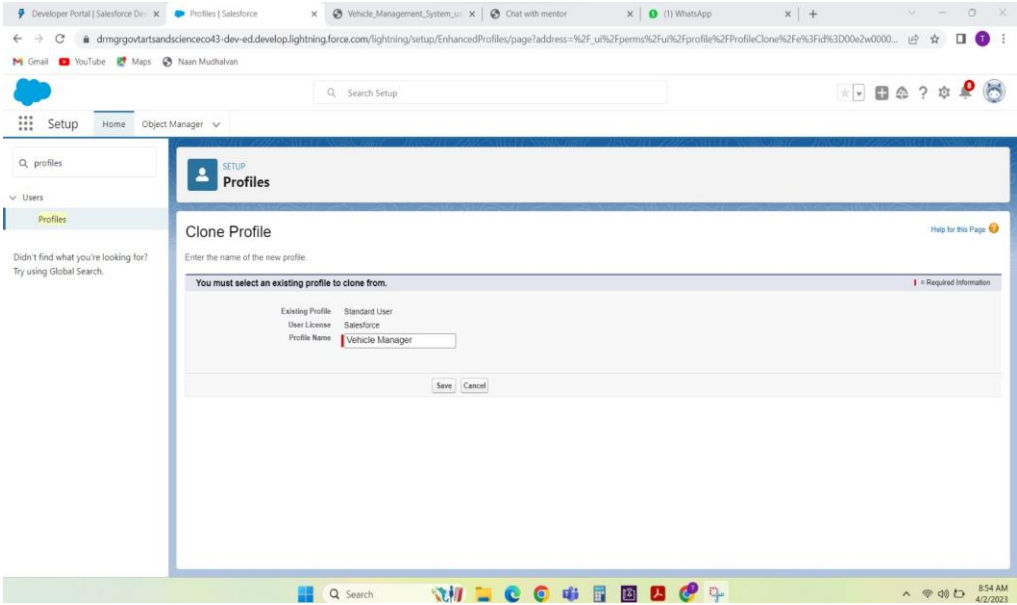 Developer Portal | Salesforce Dev
Profiles | Salesforce
Vehicle_Management_System_us
Chat with mentor
(1) WhatsApp
drmgrgovtartsandscienceco43-dev-ed.develop.lightning.force.com/lightning/setup/EnhancedProfiles/page?address=%2F_ui%2Fperms%2Fui%2Fprofile%2FProfileClone%2Fe%3Fid%3D00e2w0000...
Gmail
YouTube
Maps
Naan Mudhalvan
Search Setup
8
Setup
Home
Object Manager
profiles
Users
Profiles
Didn't find what you're looking for?
Try using Global Search.
SETUP
Profiles
Clone Profile
Help for this Page
Enter the name of the new profile.
You must select an existing profile to clone from.
= Required Information
Existing Profile Standard User
User License Salesforce
Profile Name Vehicle Manager
Save Cancel
Search
8:54 AM
4/2/2023